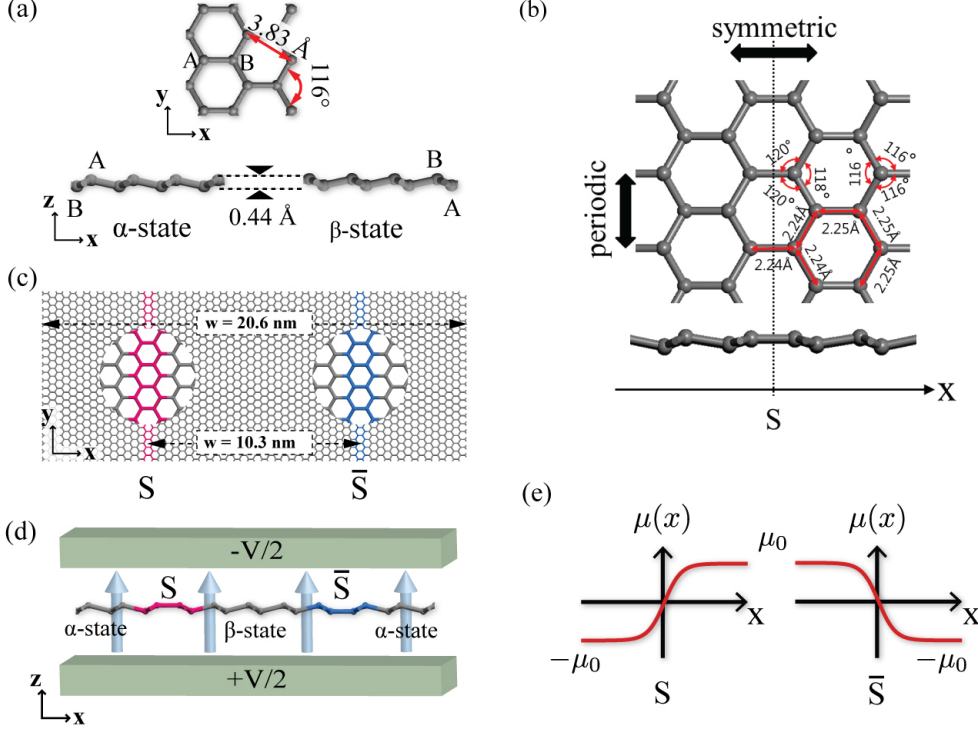 (a)
3.83 Å
116°
A
B
y
x
A
B
z
x
B
A
0.44 Å
α-state
β-state
(b)
symmetric
periodic
120°
120°
118°
116°
116°
116°
2.24Å
2.25Å
2.25Å
2.24Å
2.24Å
2.25Å
X
S
(c)
w = 20.6 nm
w = 10.3 nm
y
x
S
S̅
(d)
-V/2
S
S̅
α-state
β-state
α-state
+V/2
z
x
(e)
μ(x)
μ(x)
μ₀
X
X
−μ₀
−μ₀
S
S̅